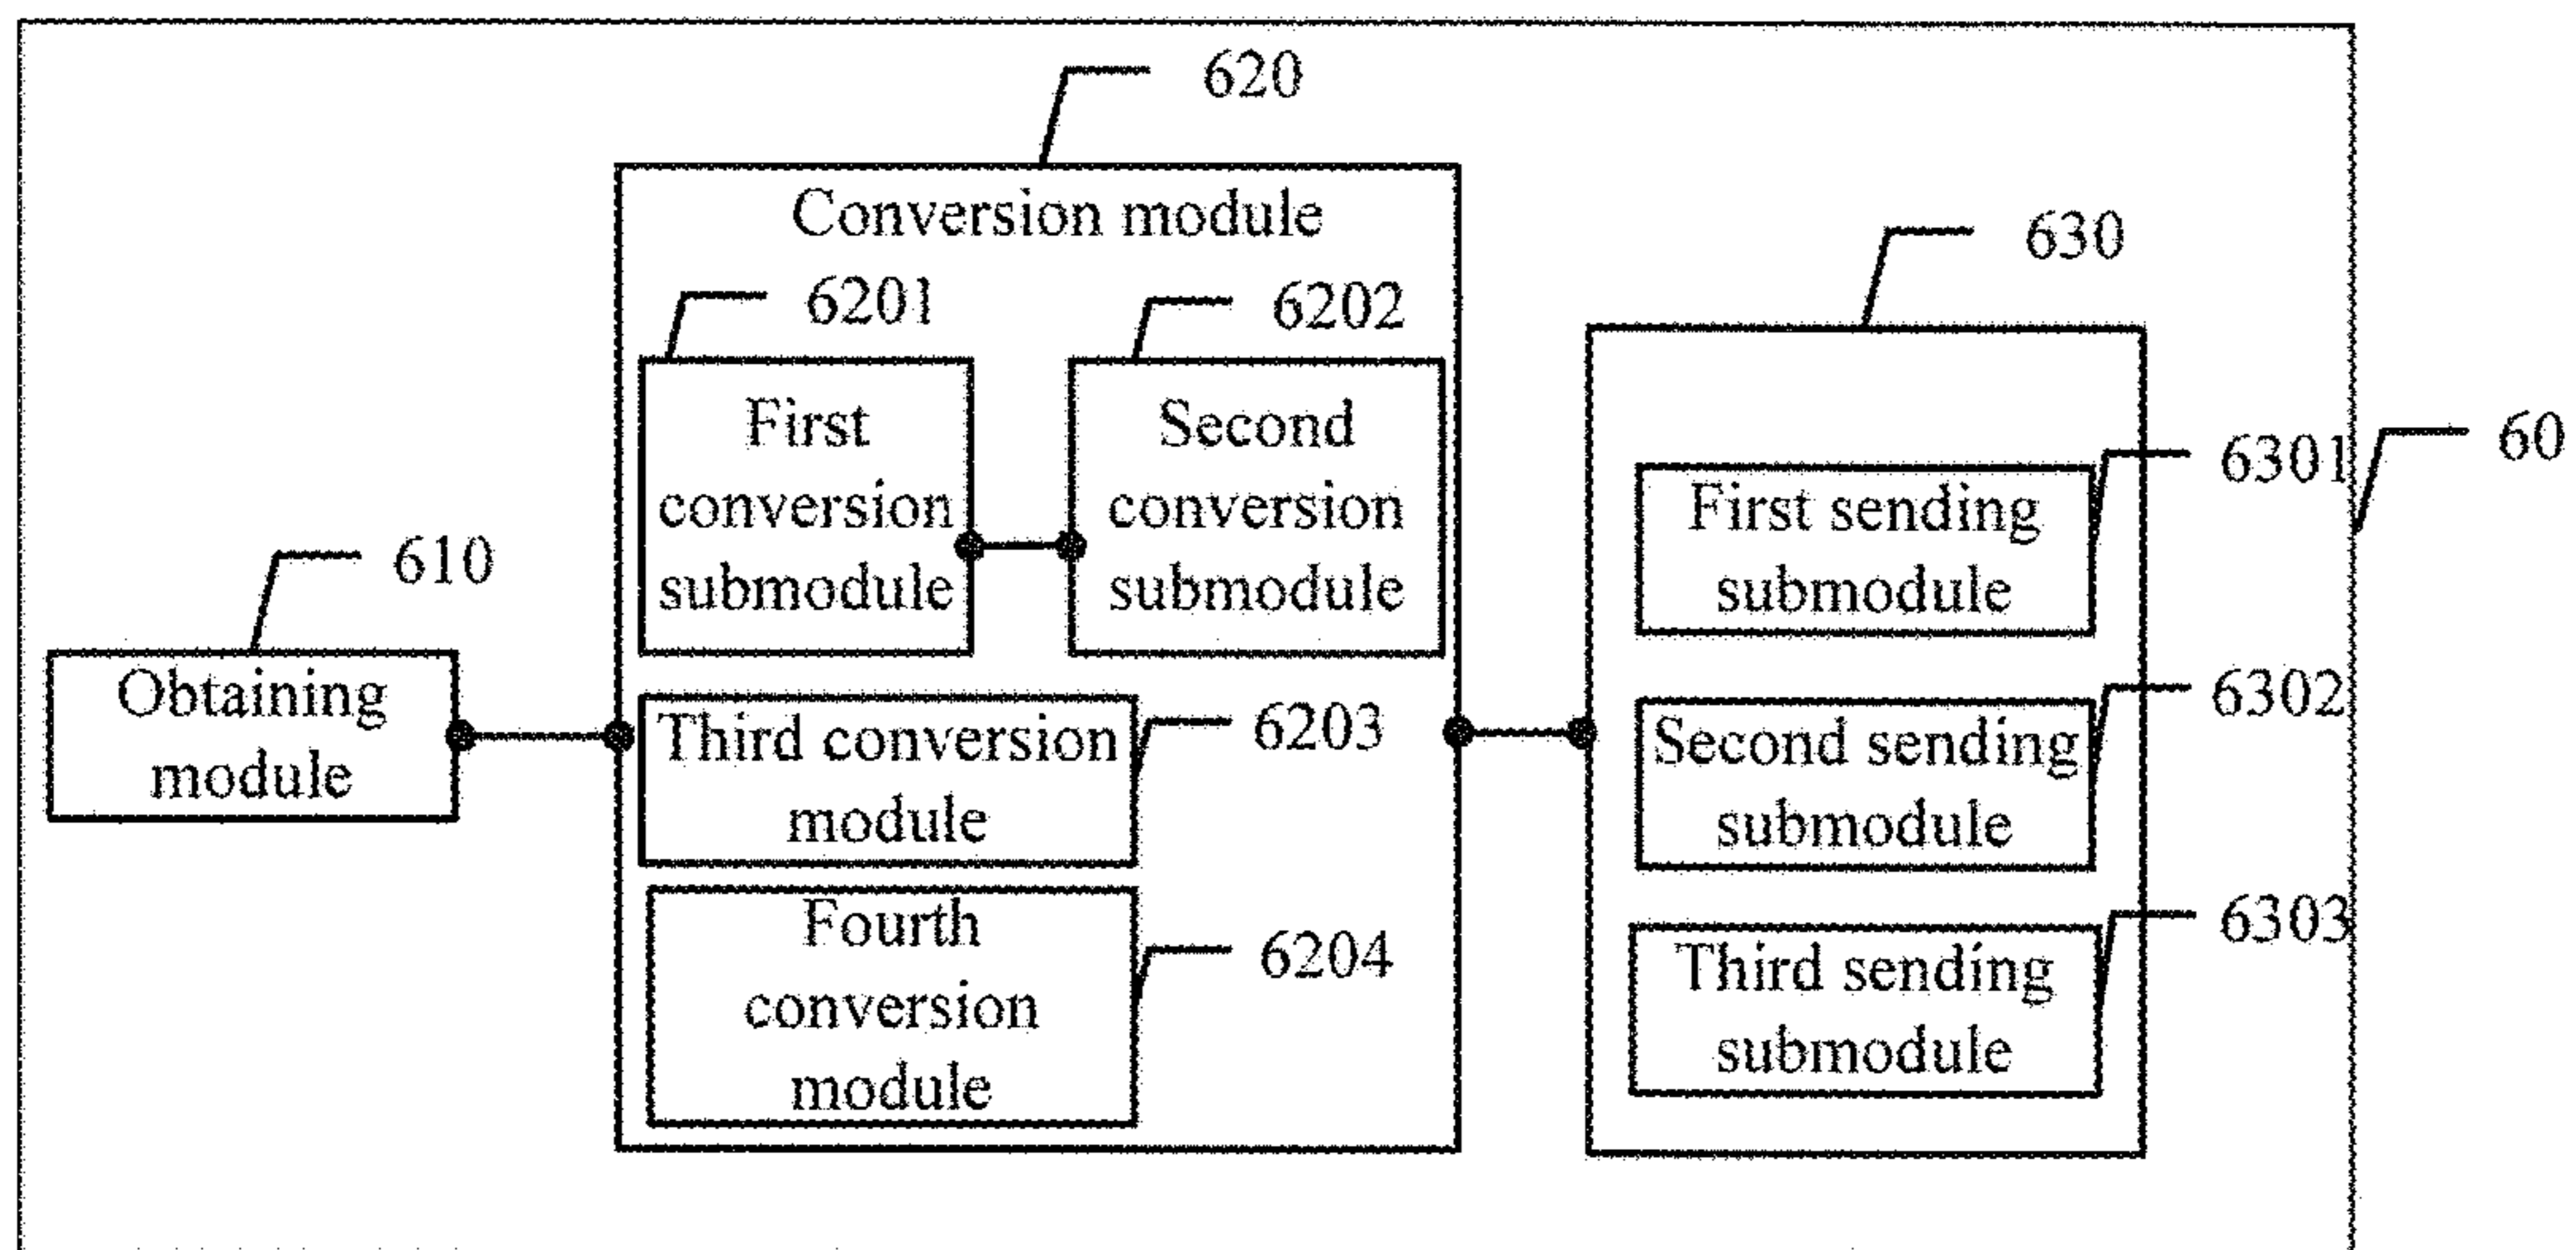 620
Conversion module
630
6201
6202
First
conversion
submodule
Second
conversion
submodule
60
6301
First sending
submodule
610
Obtaining
module
6302
Second sending
submodule
6203
Third conversion
module
6303
Third sending
submodule
6204
Fourth
conversion
module